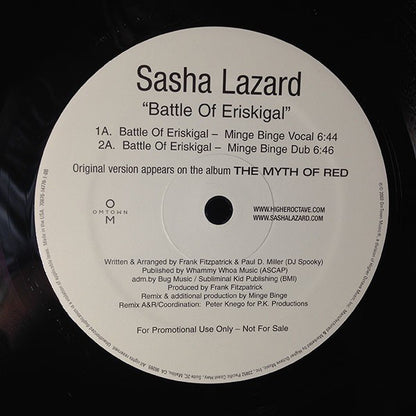 Sasha Lazard
"Battle Of Eriskigal"
1A. Battle Of Eriskigal – Minge Binge Vocal 6:44
2A. Battle Of Eriskigal – Minge Binge Dub 6:46
Original version appears on the album THE MYTH OF RED
O
OMTOWN
M
WWW.HIGHEROCTAVE.COM
WWW.SASHALAZARD.COM
Written & Arranged by Frank Fitzpatrick & Paul D. Miller (DJ Spooky)
Published by Whammy Whoa Music (ASCAP)
adm.by Bug Music / Subliminal Kid Publishing (BMI)
Produced by Frank Fitzpatrick
Remix & additional production by Minge Binge
Remix A&R/Coordination: Peter Knego for P.K. Productions
For Promotional Use Only – Not For Sale